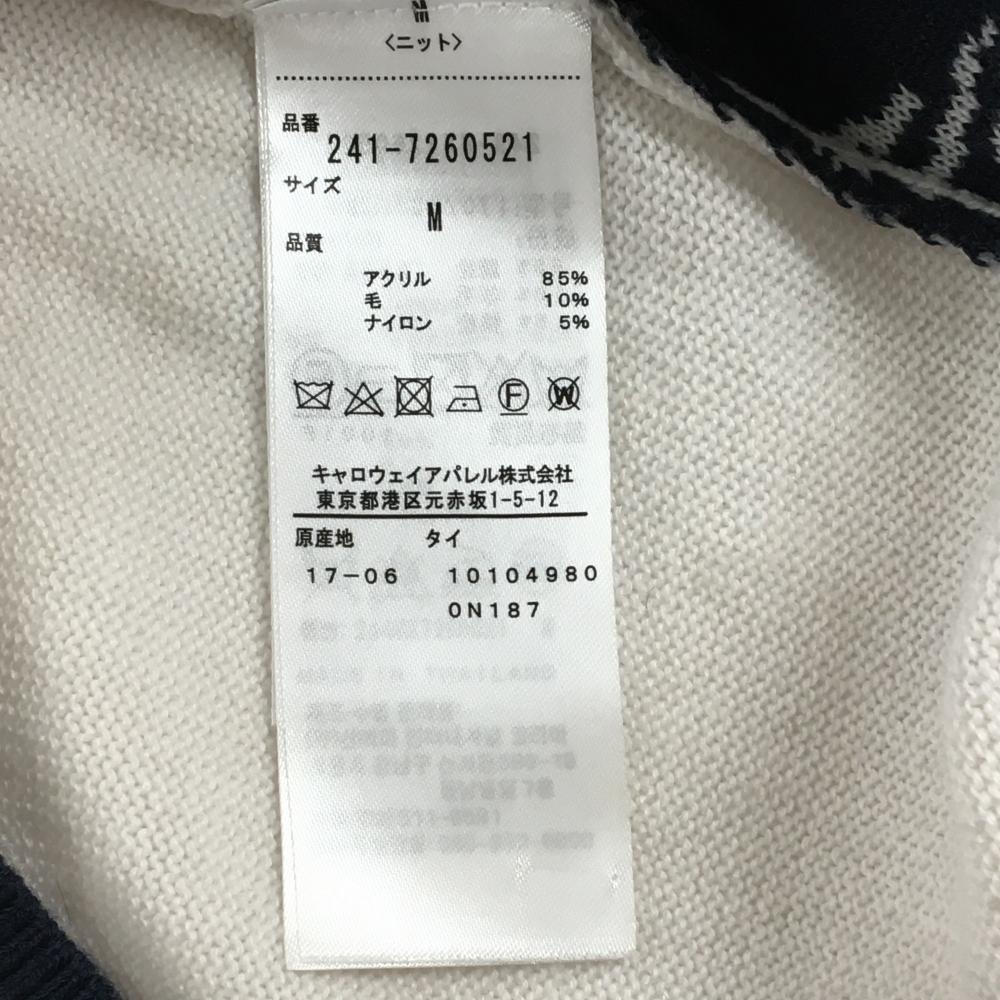 〈ニット〉
品番
241-7260521
サイズ
M
品質
アクリル 85%
毛 10%
ナイロン 5%
F W
キャロウェイアパレル株式会社
東京都港区元赤坂1-5-12
原産地 タイ
17-06 10104980
0N187